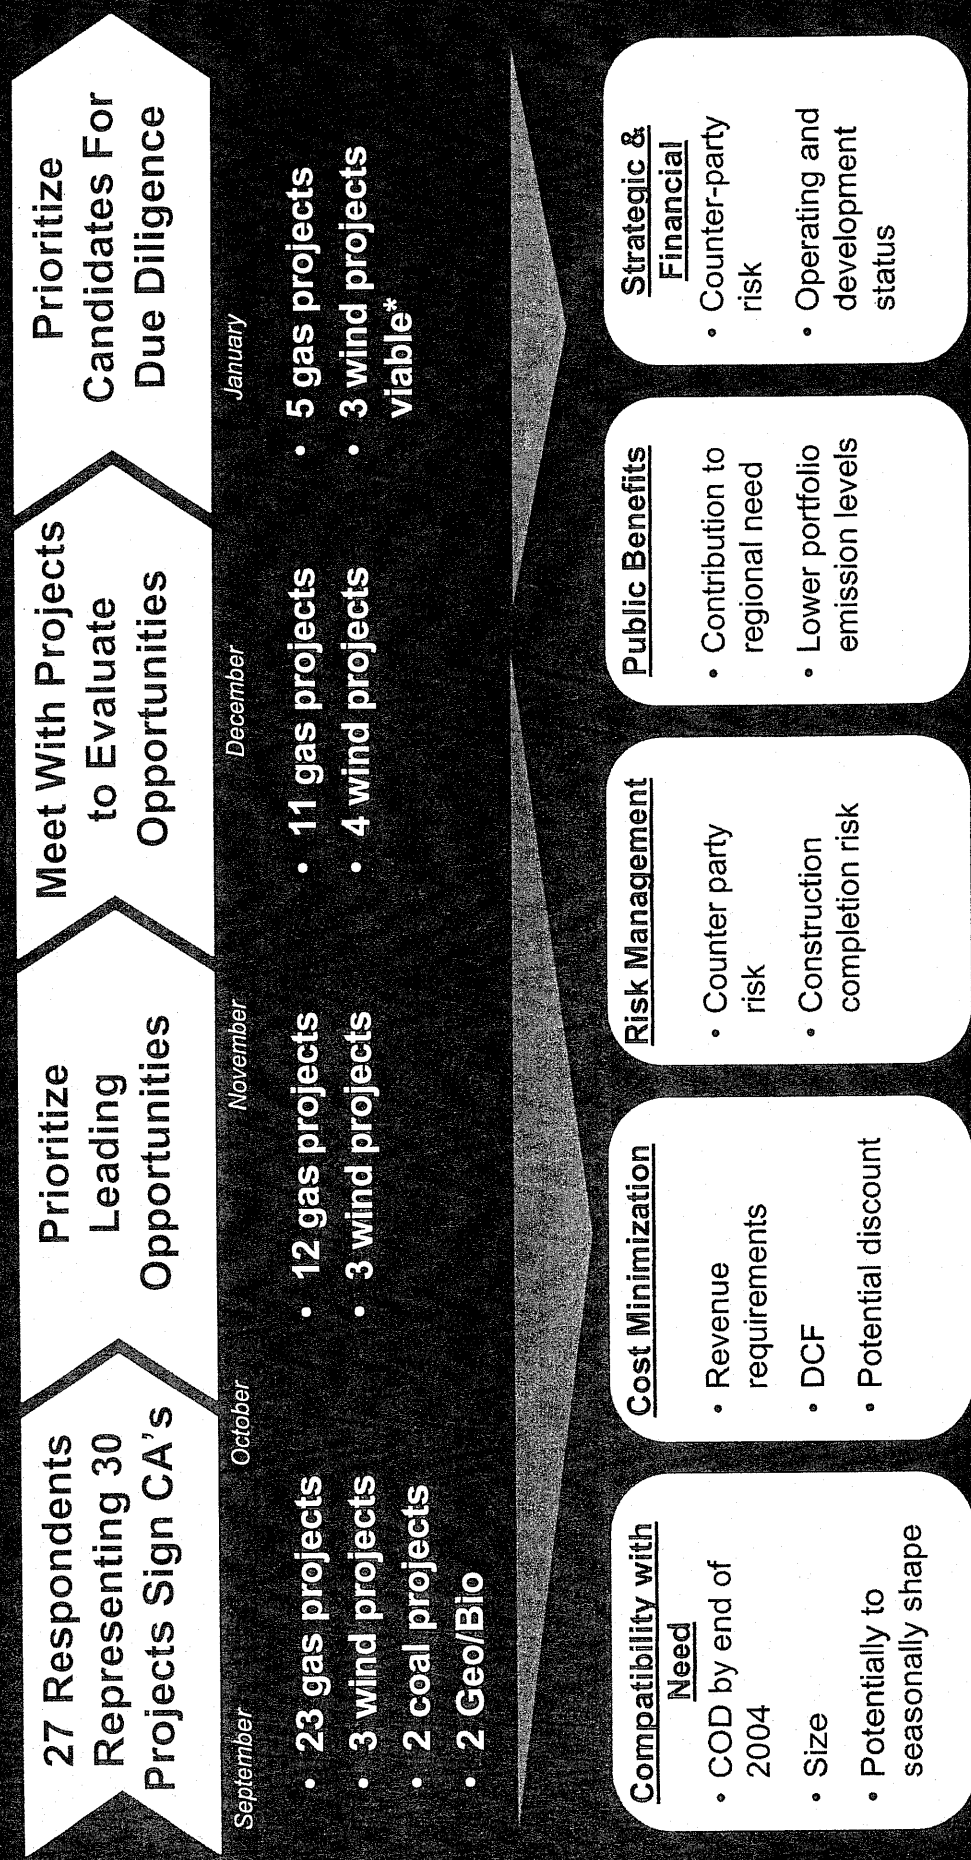 27 Respondents
Representing 30
Projects Sign CA's
Prioritize
Leading
Opportunities
Meet With Projects
to Evaluate
Opportunities
Prioritize
Candidates For
Due Diligence
September
October
November
December
January
• 23 gas projects
• 3 wind projects
• 2 coal projects
• 2 Geo/Bio
• 12 gas projects
• 3 wind projects
• 11 gas projects
• 4 wind projects
• 5 gas projects
• 3 wind projects
viable*
Compatibility with
Need
• COD by end of
2004
• Size
• Potentially to
seasonally shape
Cost Minimization
• Revenue
requirements
• DCF
• Potential discount
Risk Management
• Counter party
risk
• Construction
completion risk
Public Benefits
• Contribution to
regional need
• Lower portfolio
emission levels
Strategic &
Financial
• Counter-party
risk
• Operating and
development
status